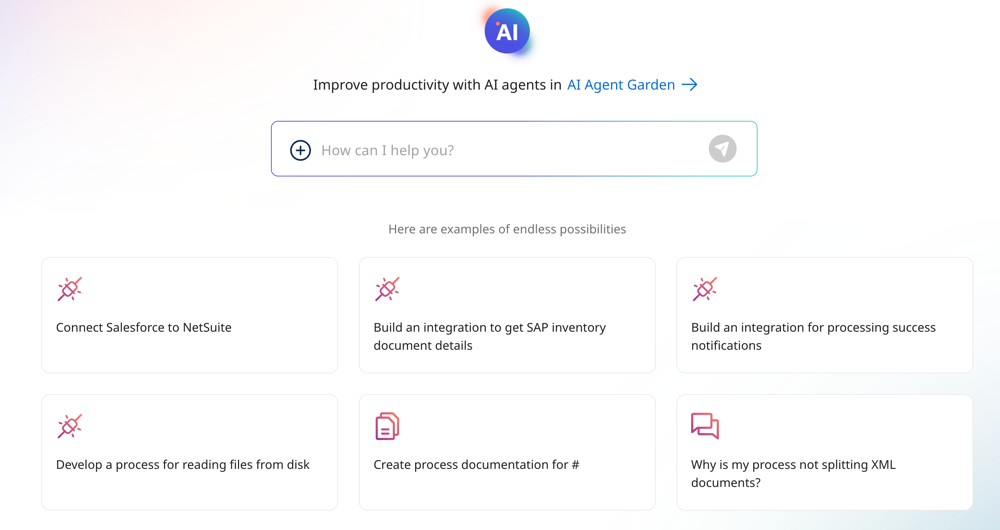 AI
Improve productivity with AI agents in AI Agent Garden →
How can I help you?
Here are examples of endless possibilities
Connect Salesforce to NetSuite
Build an integration to get SAP inventory
document details
Build an integration for processing success
notifications
Develop a process for reading files from disk
Create process documentation for #
Why is my process not splitting XML
documents?